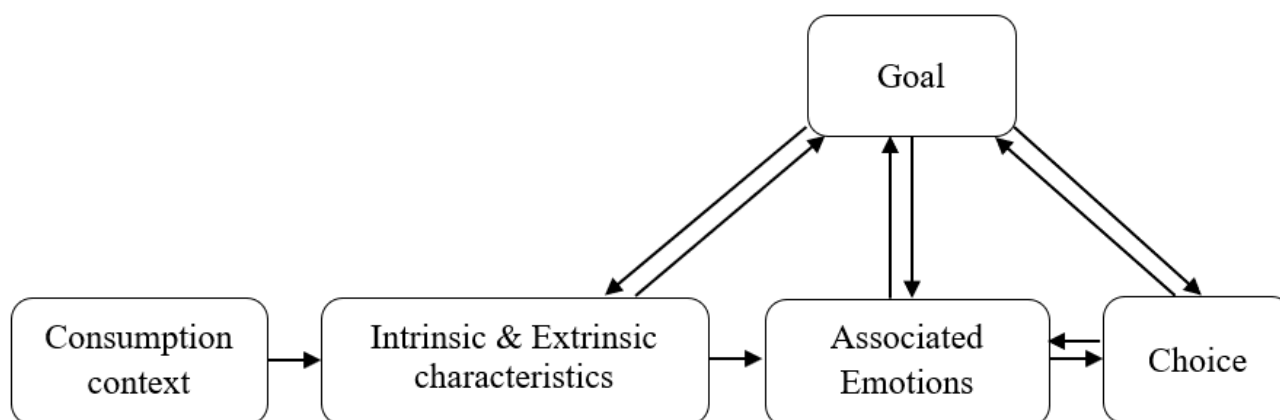 Goal
Consumption
context
Intrinsic & Extrinsic
characteristics
Associated
Emotions
Choice